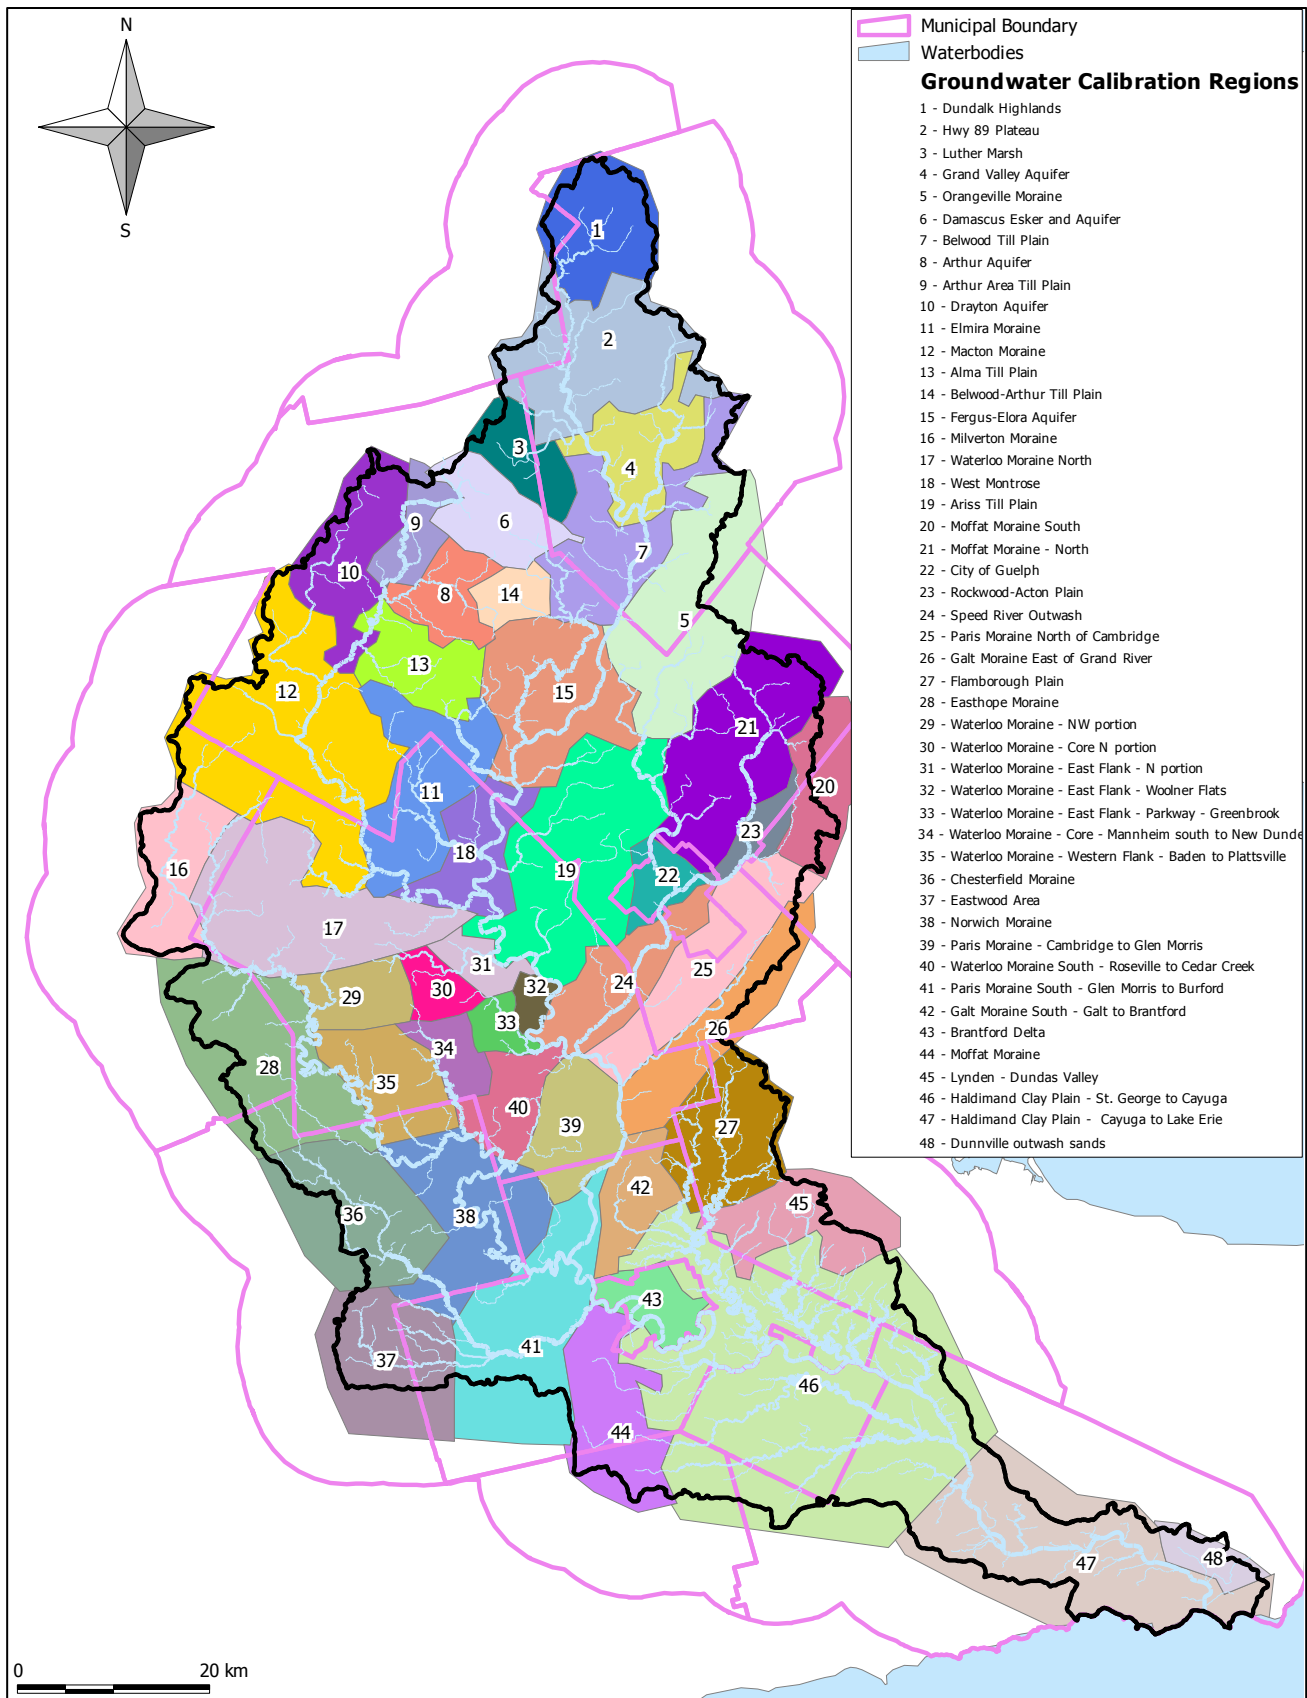 N
S
Municipal Boundary
Waterbodies
Groundwater Calibration Regions
1 - Dundalk Highlands
2 - Hwy 89 Plateau
3 - Luther Marsh
4 - Grand Valley Aquifer
5 - Orangeville Moraine
6 - Damascus Esker and Aquifer
7 - Belwood Till Plain
8 - Arthur Aquifer
9 - Arthur Area Till Plain
10 - Drayton Aquifer
11 - Elmira Moraine
12 - Macton Moraine
13 - Alma Till Plain
14 - Belwood-Arthur Till Plain
15 - Fergus-Elora Aquifer
16 - Milverton Moraine
17 - Waterloo Moraine North
18 - West Montrose
19 - Ariss Till Plain
20 - Moffat Moraine South
21 - Moffat Moraine - North
22 - City of Guelph
23 - Rockwood-Acton Plain
24 - Speed River Outwash
25 - Paris Moraine North of Cambridge
26 - Galt Moraine East of Grand River
27 - Flamborough Plain
28 - Easthope Moraine
29 - Waterloo Moraine - NW portion
30 - Waterloo Moraine - Core N portion
31 - Waterloo Moraine - East Flank - N portion
32 - Waterloo Moraine - East Flank - Woolner Flats
33 - Waterloo Moraine - East Flank - Parkway - Greenbrook
34 - Waterloo Moraine - Core - Mannheim south to New Dunde
35 - Waterloo Moraine - Western Flank - Baden to Plattsville
36 - Chesterfield Moraine
37 - Eastwood Area
38 - Norwich Moraine
39 - Paris Moraine - Cambridge to Glen Morris
40 - Waterloo Moraine South - Roseville to Cedar Creek
41 - Paris Moraine South - Glen Morris to Burford
42 - Galt Moraine South - Galt to Brantford
43 - Brantford Delta
44 - Moffat Moraine
45 - Lynden - Dundas Valley
46 - Haldimand Clay Plain - St. George to Cayuga
47 - Haldimand Clay Plain - Cayuga to Lake Erie
48 - Dunnville outwash sands
1
2
3
4
6
9
7
10
8
14
5
13
12
15
21
20
11
23
18
16
19
22
17
31
25
24
30
32
29
33
26
34
28
35
40
39
27
42
45
36
38
43
41
37
46
44
48
47
0 20 km